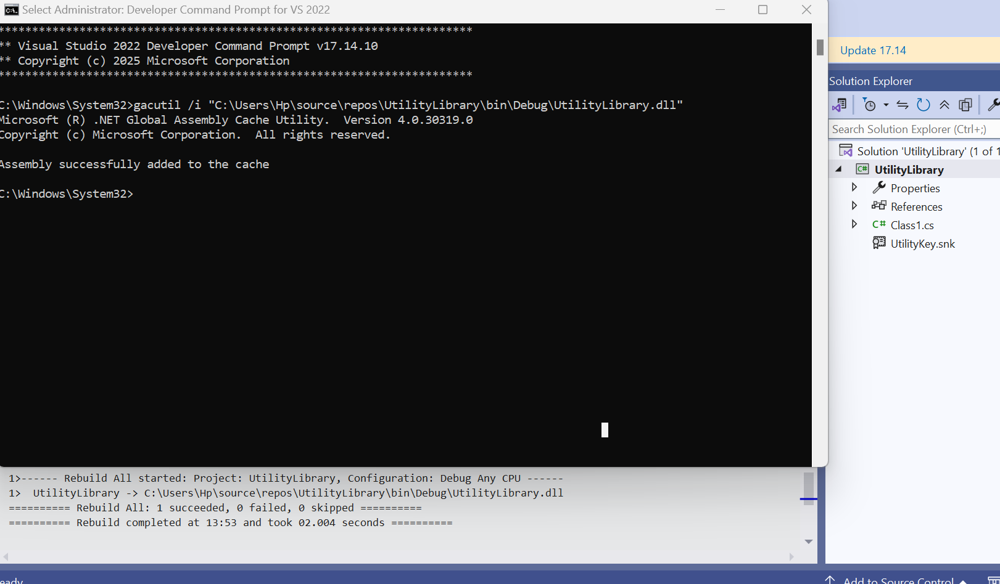 Select Administrator: Developer Command Prompt for VS 2022
**********************************************************************
** Visual Studio 2022 Developer Command Prompt v17.14.10
** Copyright (c) 2025 Microsoft Corporation
**********************************************************************
C:\Windows\System32>gacutil /i "C:\Users\Hp\source\repos\UtilityLibrary\bin\Debug\UtilityLibrary.dll"
Microsoft (R) .NET Global Assembly Cache Utility.  Version 4.0.30319.0
Copyright (c) Microsoft Corporation.  All rights reserved.
Assembly successfully added to the cache
C:\Windows\System32>
1>------ Rebuild All started: Project: UtilityLibrary, Configuration: Debug Any CPU ------
1>  UtilityLibrary -> C:\Users\Hp\source\repos\UtilityLibrary\bin\Debug\UtilityLibrary.dll
========== Rebuild All: 1 succeeded, 0 failed, 0 skipped ==========
========== Rebuild completed at 13:53 and took 02.004 seconds ==========
Update 17.14
Solution Explorer
Search Solution Explorer (Ctrl+;)
Solution 'UtilityLibrary' (1 of 1
C# UtilityLibrary
Properties
References
C# Class1.cs
UtilityKey.snk
eady
Add to Source Control